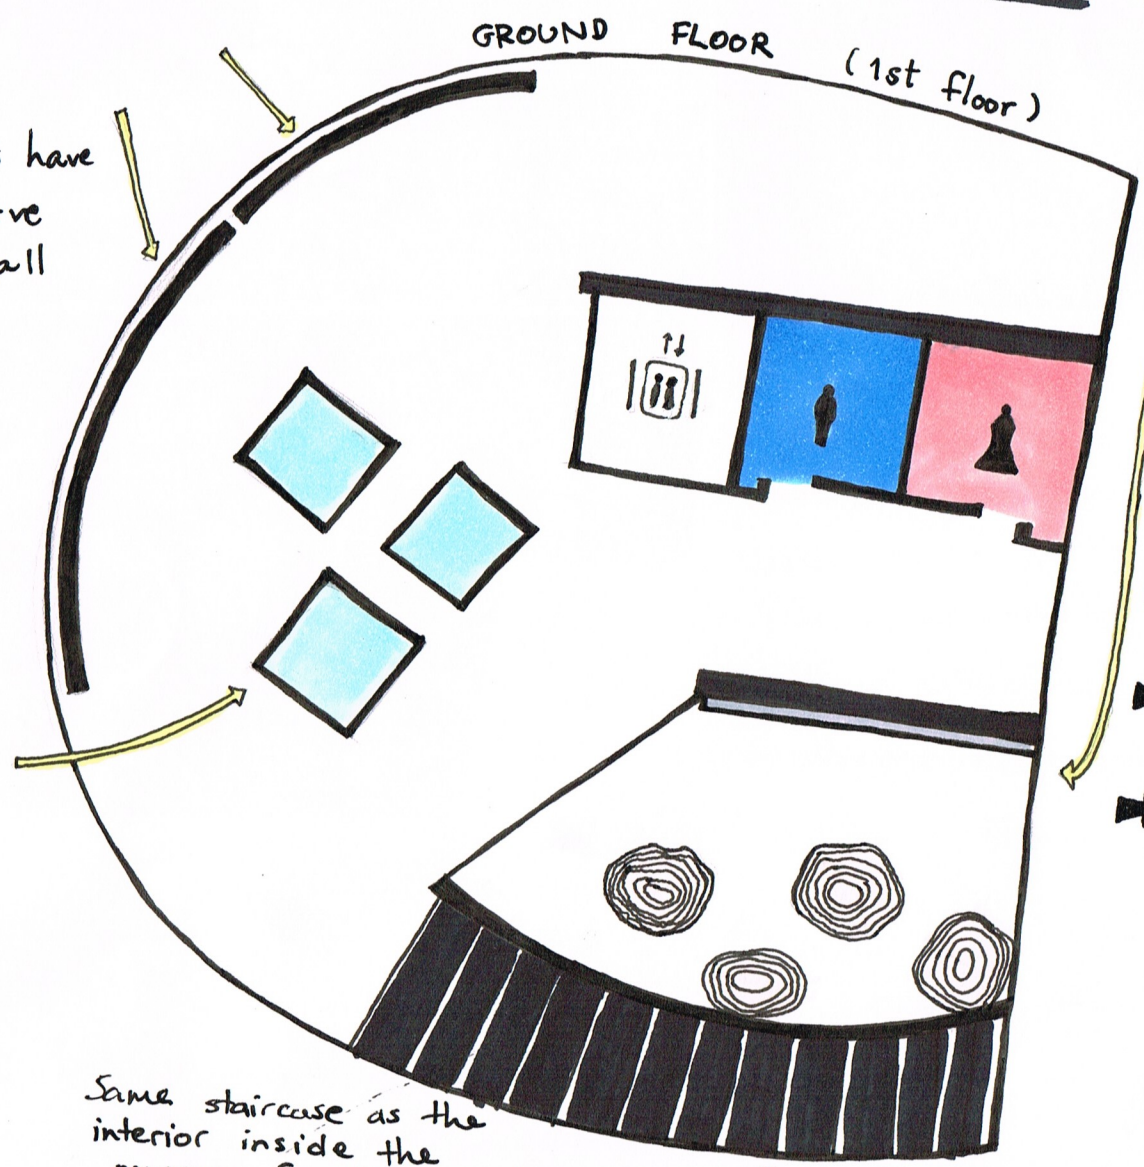 GROUND FLOOR (1st floor)
have
all
Same staircase as the
interior inside the